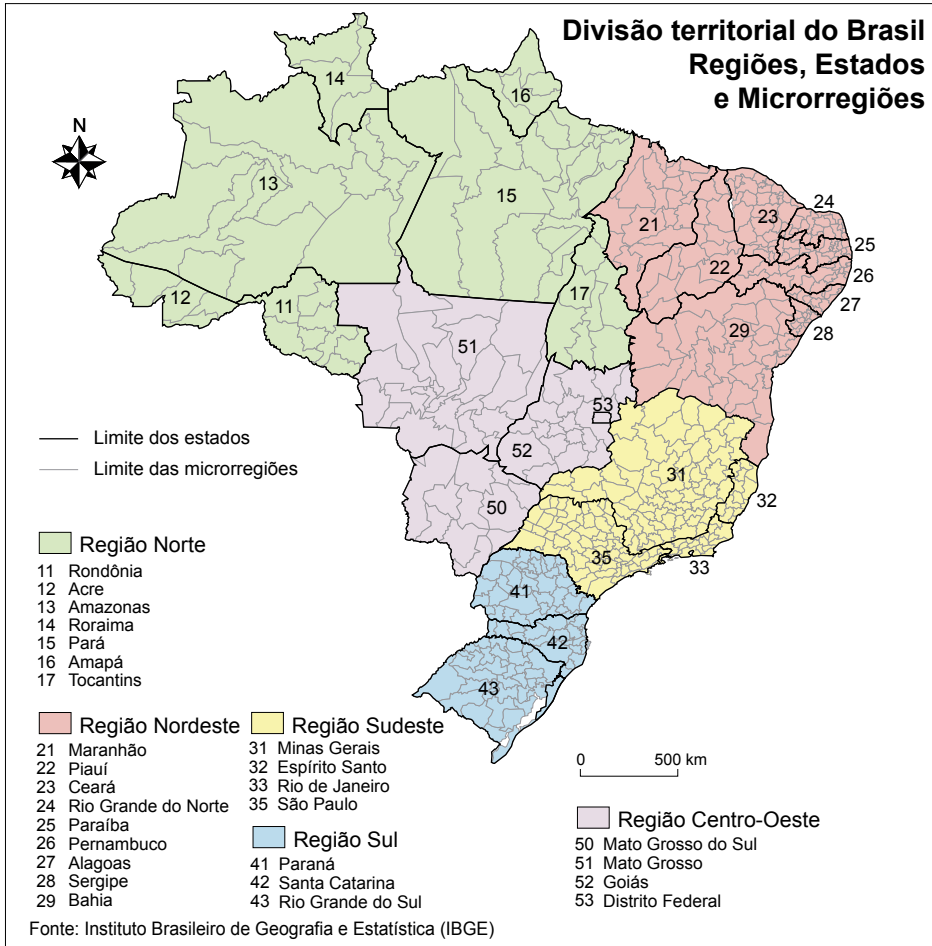 Divisão territorial do Brasil
Regiões, Estados
e Microrregiões
N
14
16
13
15
21
23
24
25
22
26
17
12
11
27
28
29
51
53
52
31
32
50
35
33
41
42
43
Limite dos estados
Limite das microrregiões
Região Norte
11 Rondônia
12 Acre
13 Amazonas
14 Roraima
15 Pará
16 Amapá
17 Tocantins
Região Nordeste
21 Maranhão
22 Piauí
23 Ceará
24 Rio Grande do Norte
25 Paraíba
26 Pernambuco
27 Alagoas
28 Sergipe
29 Bahia
Região Sudeste
31 Minas Gerais
32 Espírito Santo
33 Rio de Janeiro
35 São Paulo
Região Sul
41 Paraná
42 Santa Catarina
43 Rio Grande do Sul
0 500 km
Região Centro-Oeste
50 Mato Grosso do Sul
51 Mato Grosso
52 Goiás
53 Distrito Federal
Fonte: Instituto Brasileiro de Geografia e Estatística (IBGE)